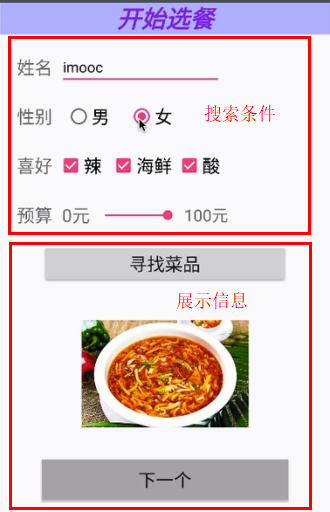 开始选餐
姓名 imooc
性别 男 女 搜索条件
喜好 辣 海鲜 酸
预算 0元 100元
寻找菜品
展示信息
下一个